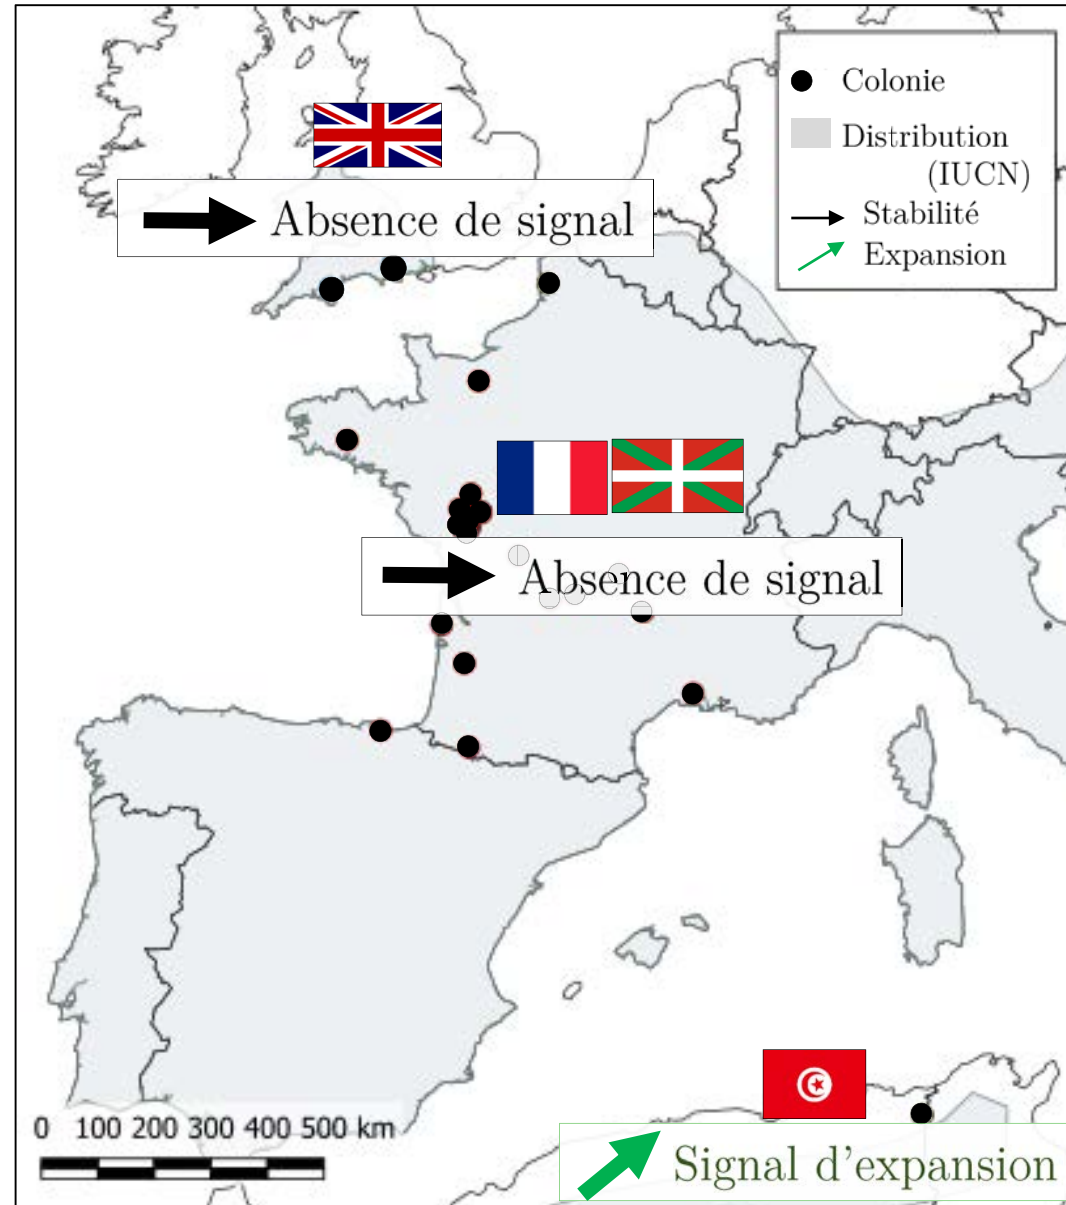 Colonie
Distribution
(IUCN)
Stabilité
Expansion
Absence de signal
Absence de signal
Signal d'expansion
0 100 200 300 400 500 km